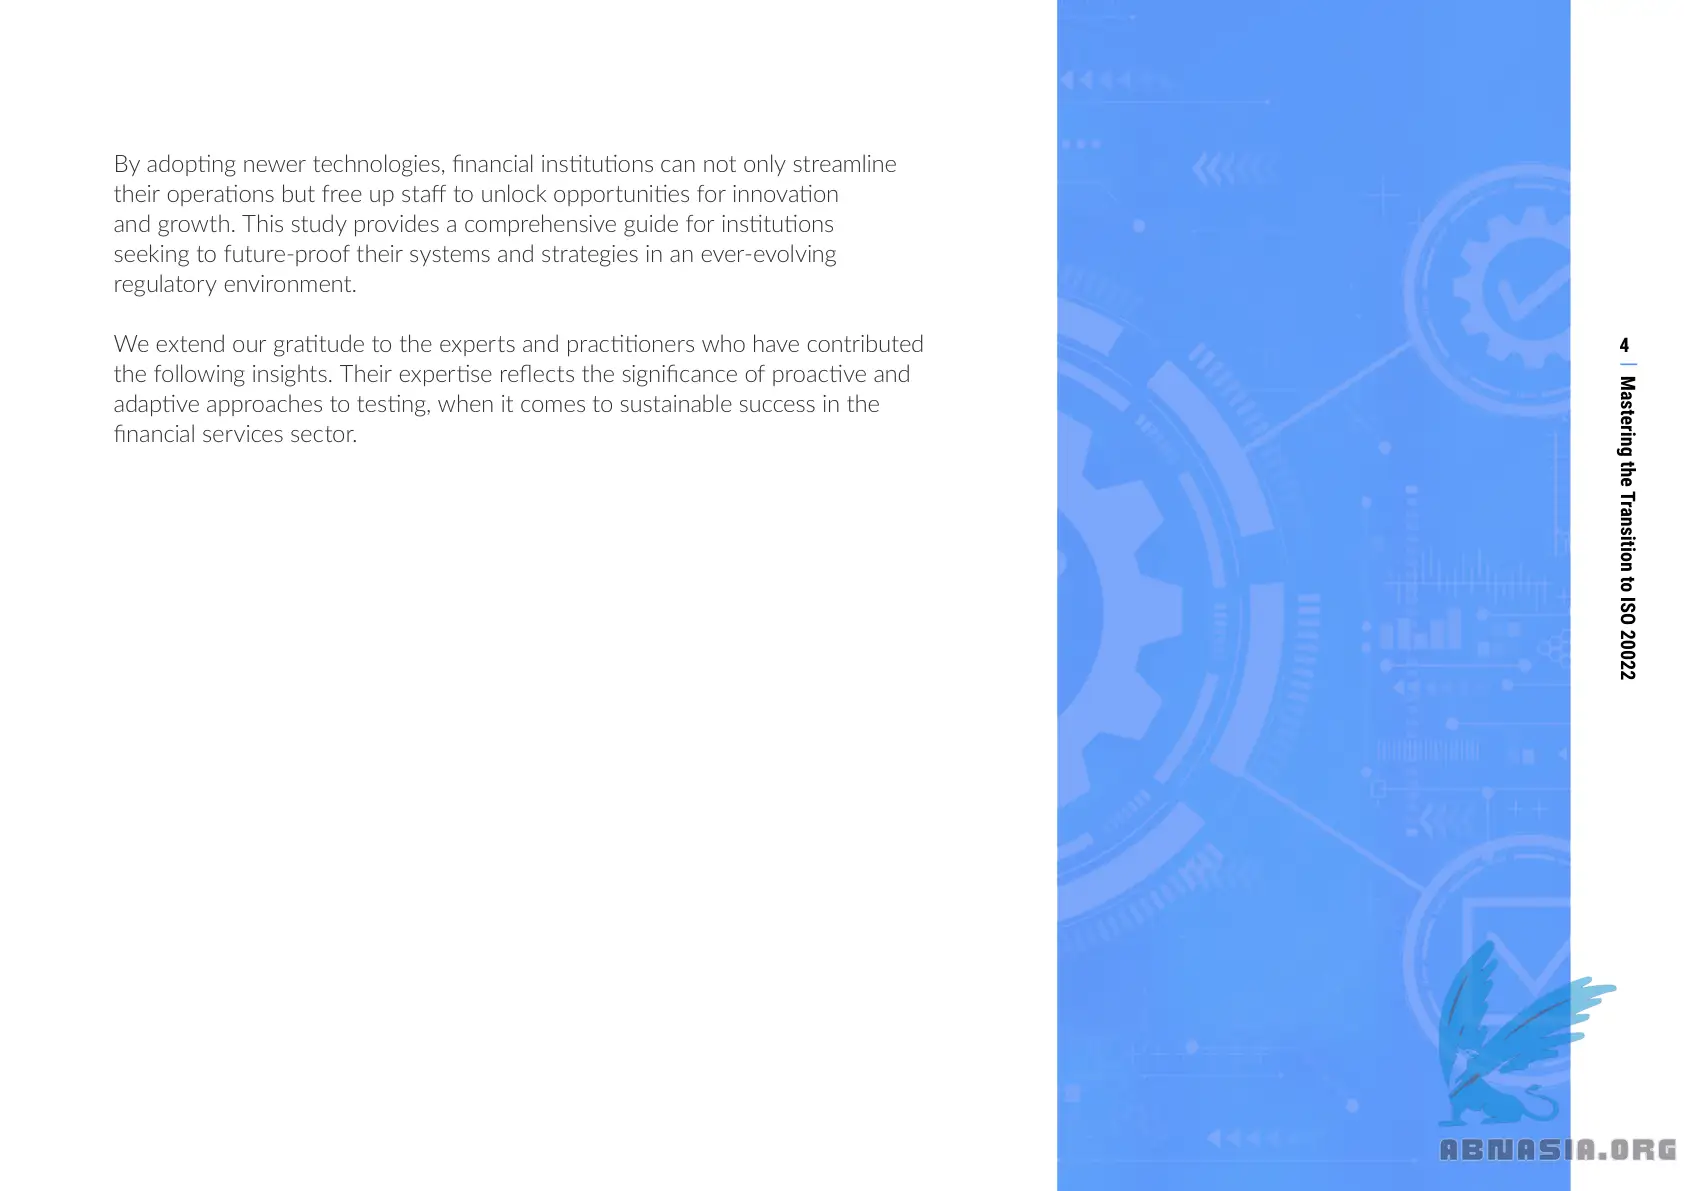 By adopting newer technologies, financial institutions can not only streamline
their operations but free up staff to unlock opportunities for innovation
and growth. This study provides a comprehensive guide for institutions
seeking to future-proof their systems and strategies in an ever-evolving
regulatory environment.
We extend our gratitude to the experts and practitioners who have contributed
the following insights. Their expertise reflects the significance of proactive and
adaptive approaches to testing, when it comes to sustainable success in the
financial services sector.
4 | Mastering the Transition to ISO 20022
ABNASIA.ORG